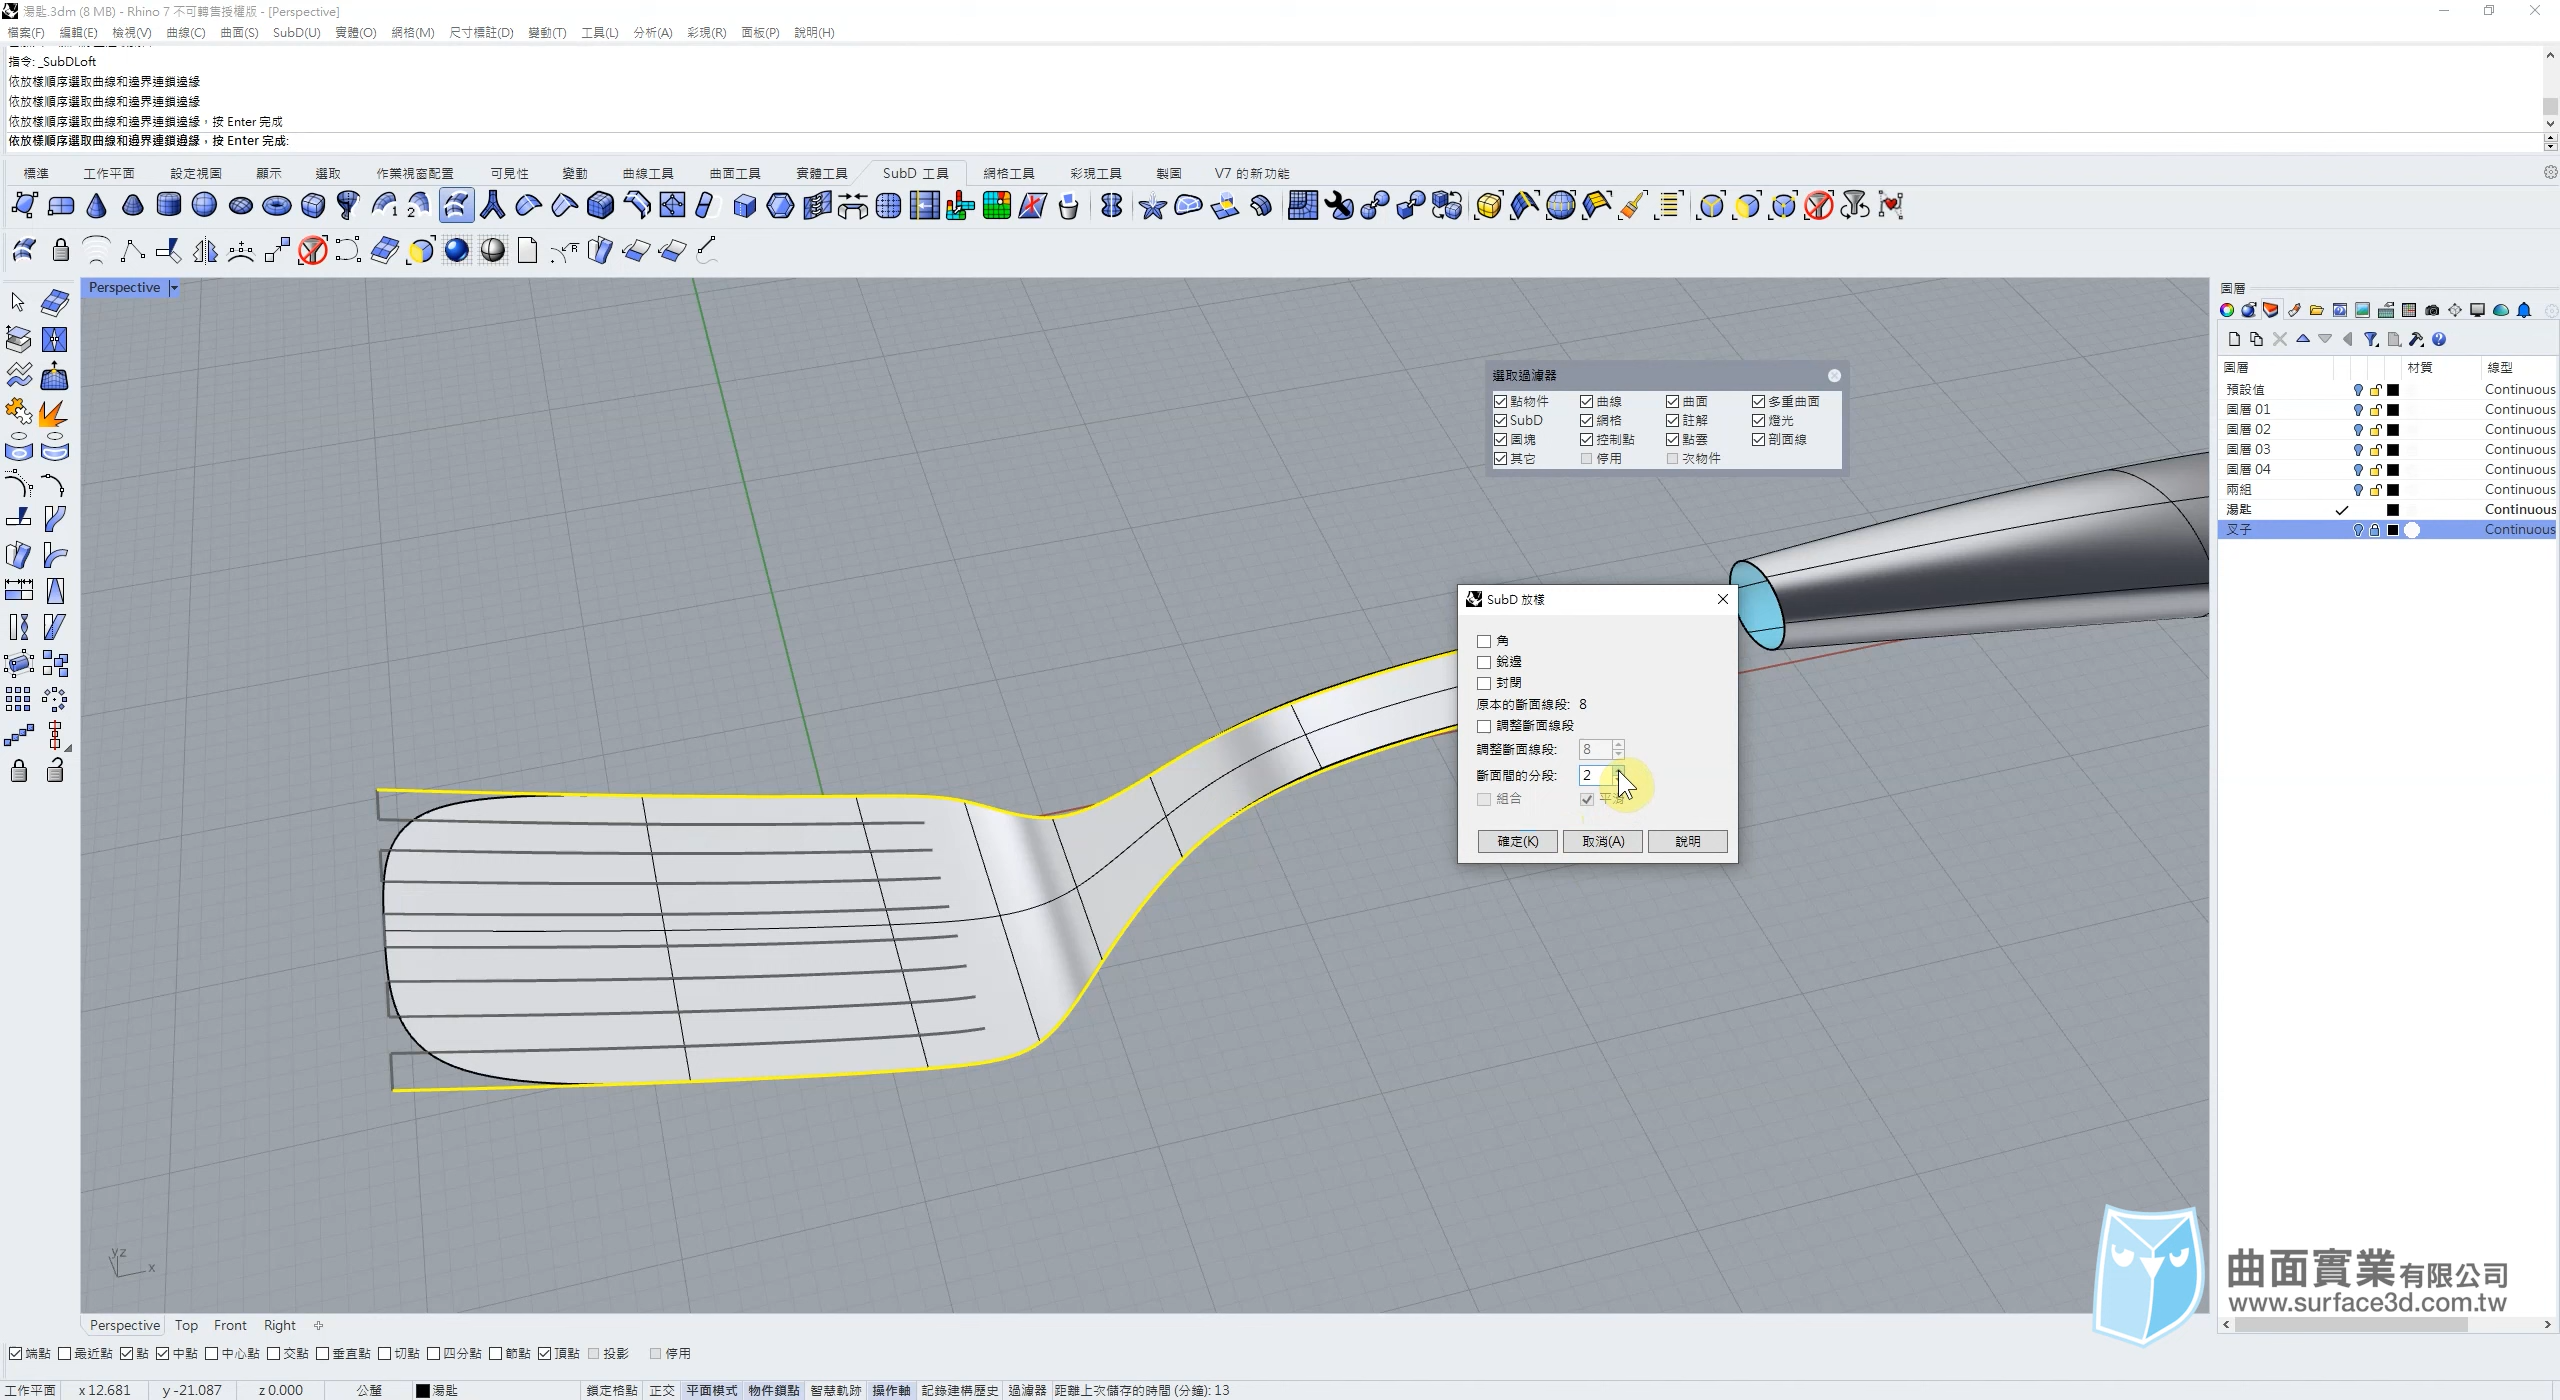 湯匙.3dm (8 MB) - Rhino 7 不可轉售授權版 - [Perspective]
檔案(F) 編輯(E) 檢視(V) 曲線(C) 曲面(S) SubD(U) 實體(O) 網格(M) 尺寸標註(D) 變動(T) 工具(L) 分析(A) 彩現(R) 面板(P) 說明(H)
指令: _SubDLoft
依放樣順序選取曲線和邊界連鎖邊緣
依放樣順序選取曲線和邊界連鎖邊緣
依放樣順序選取曲線和邊界連鎖邊緣，按 Enter 完成
依放樣順序選取曲線和邊界連鎖邊緣，按 Enter 完成:
標準 工作平面 設定視圖 顯示 選取 作業視窗配置 可見性 變動 曲線工具 曲面工具 實體工具 SubD 工具 網格工具 彩現工具 製圖 V7 的新功能
Perspective
圖層
選取過濾器
點物件 曲線 曲面 多重曲面
SubD 網格 註解 燈光
圖塊 控制點 點雲 剖面線
其它 停用 次物件
圖層 材質 線型
預設值 Continuous
圖層 01 Continuous
圖層 02 Continuous
圖層 03 Continuous
圖層 04 Continuous
兩組 Continuous
湯匙 Continuous
叉子 Continuous
SubD 放樣
角
銳邊
封閉
原本的斷面線段: 8
調整斷面線段
調整斷面線段: 8
斷面間的分段: 2
組合
確定(K) 取消(A) 說明
yz
x
曲面實業有限公司
www.surface3d.com.tw
Perspective Top Front Right
端點 最近點 點 中點 中心點 交點 垂直點 切點 四分點 節點 頂點 投影 停用
工作平面 x 12.681 y -21.087 z 0.000 公釐 湯匙 鎖定格點 正交 平面模式 物件鎖點 智慧軌跡 操作軸 記錄建構歷史 過濾器 距離上次儲存的時間 (分鐘): 13